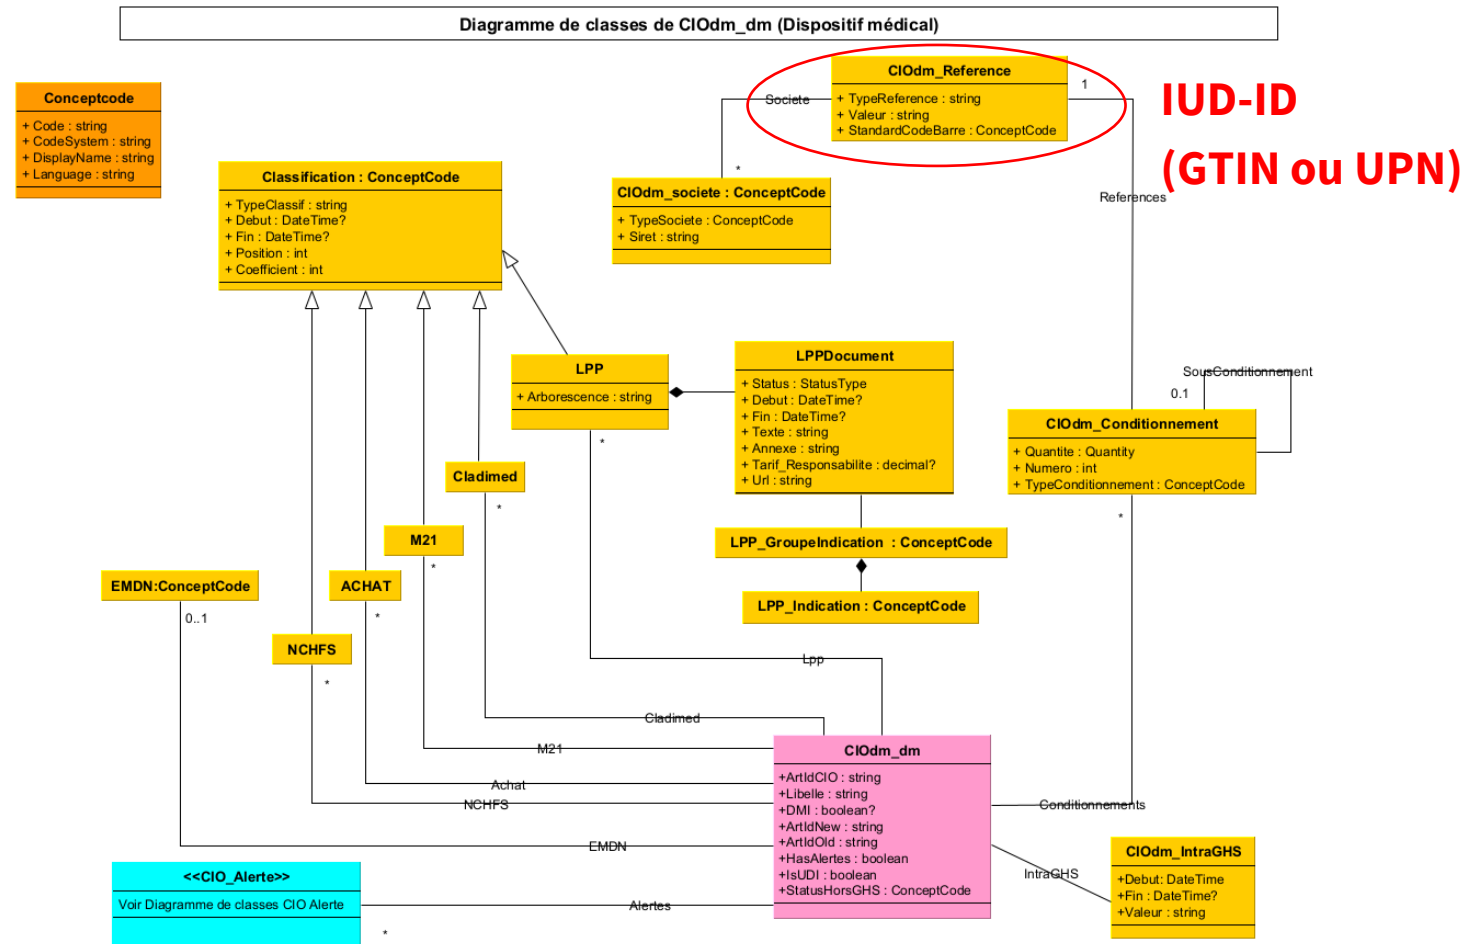 Diagramme de classes de CIOdm_dm (Dispositif médical)
Conceptcode
+ Code : string
+ CodeSystem : string
+ DisplayName : string
+ Language : string
CIOdm_Reference
+ TypeReference : string
+ Valeur : string
+ StandardCodeBarre : ConceptCode
Societe
1
*
IUD-ID
(GTIN ou UPN)
References
Classification : ConceptCode
+ TypeClassif : string
+ Debut : DateTime?
+ Fin : DateTime?
+ Position : int
+ Coefficient : int
CIOdm_societe : ConceptCode
+ TypeSociete : ConceptCode
+ Siret : string
LPP
+ Arborescence : string
*
LPPDocument
+ Status : StatusType
+ Debut : DateTime?
+ Fin : DateTime?
+ Texte : string
+ Annexe : string
+ Tarif_Responsabilite : decimal?
+ Url : string
SousConditionnement
0.1
CIOdm_Conditionnement
+ Quantite : Quantity
+ Numero : int
+ TypeConditionnement : ConceptCode
*
Cladimed
*
M21
*
LPP_GroupeIndication : ConceptCode
LPP_Indication : ConceptCode
EMDN:ConceptCode
0..1
ACHAT
*
NCHFS
*
Lpp
Cladimed
M21
Achat
NCHFS
EMDN
Alertes
Conditionnements
IntraGHS
CIOdm_dm
+ArtIdCIO : string
+Libelle : string
+DMI : boolean?
+ArtIdNew : string
+ArtIdOld : string
+HasAlertes : boolean
+IsUDI : boolean
+StatusHorsGHS : ConceptCode
CIOdm_IntraGHS
+Debut: DateTime
+Fin : DateTime?
+Valeur : string
<<CIO_Alerte>>
Voir Diagramme de classes CIO Alerte
*